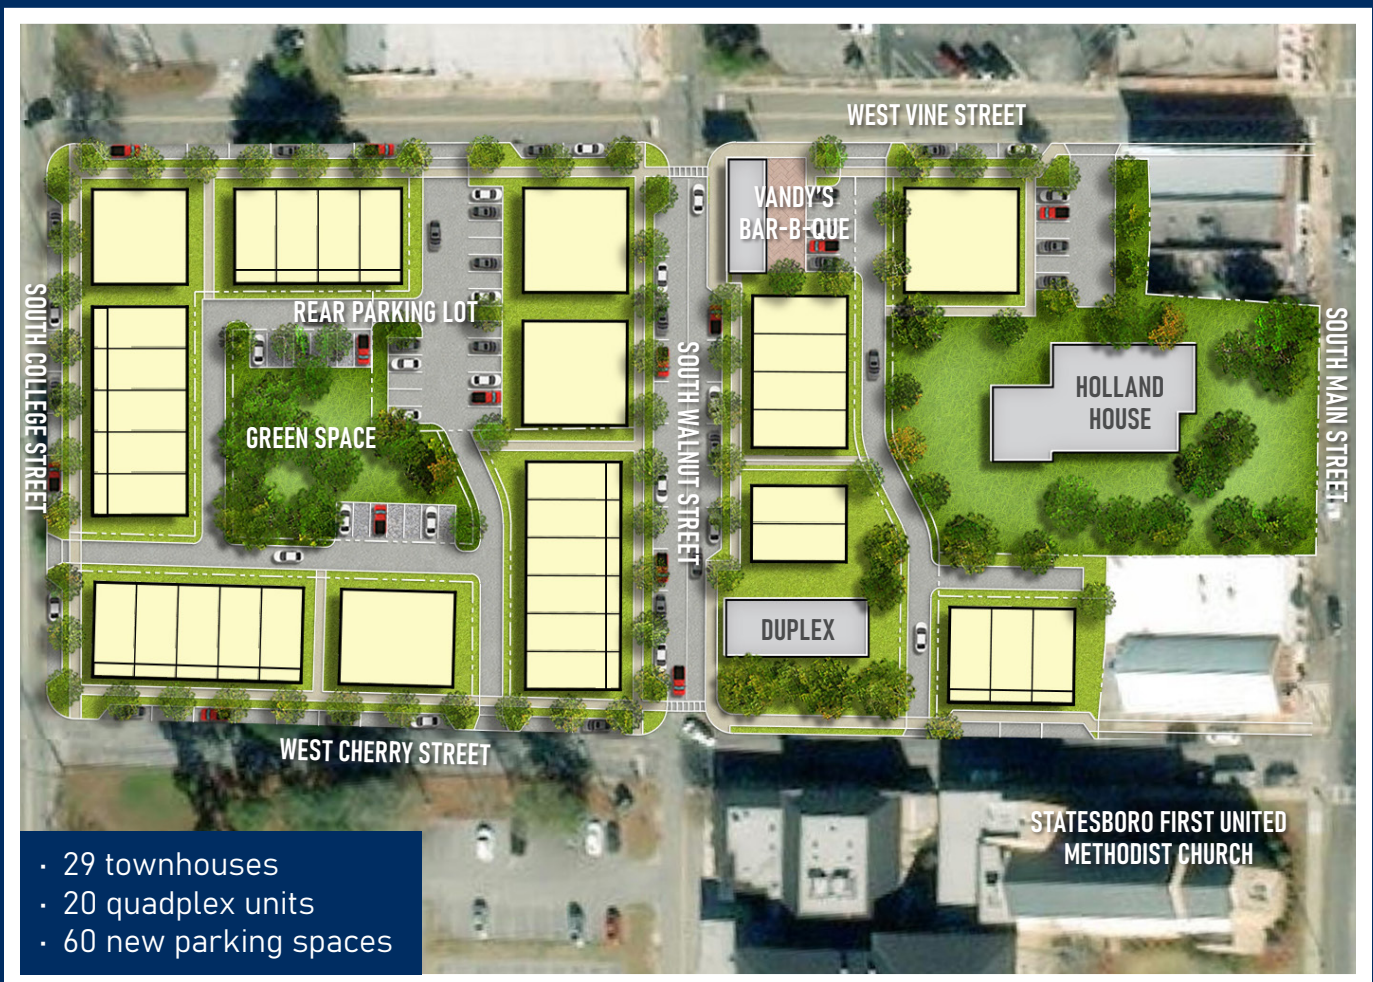 WEST VINE STREET
VANDY'S
BAR-B-QUE
SOUTH COLLEGE STREET
REAR PARKING LOT
GREEN SPACE
SOUTH WALNUT STREET
HOLLAND
HOUSE
SOUTH MAIN STREET
DUPLEX
WEST CHERRY STREET
STATESBORO FIRST UNITED
METHODIST CHURCH
· 29 townhouses
· 20 quadplex units
· 60 new parking spaces